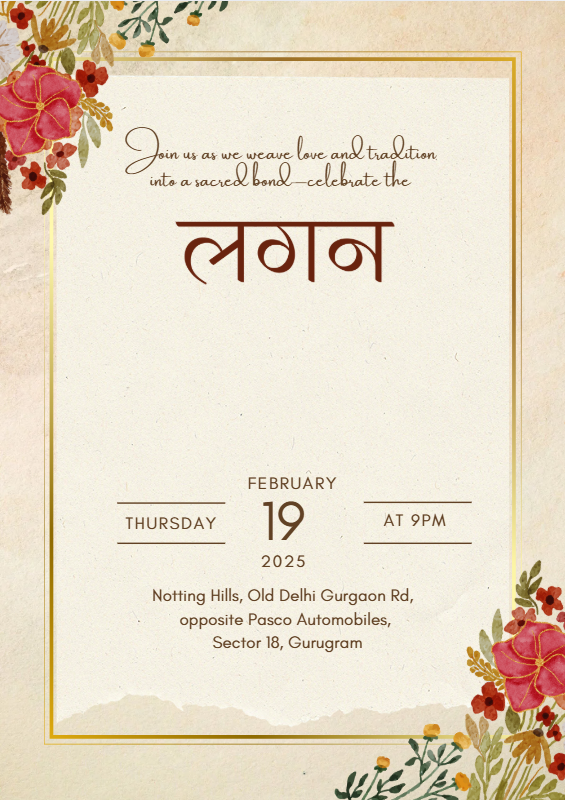 Join us as we weave love and tradition
into a sacred bond—celebrate the
लगन
FEBRUARY
THURSDAY 19 AT 9PM
2025
Notting Hills, Old Delhi Gurgaon Rd,
opposite Pasco Automobiles,
Sector 18, Gurugram